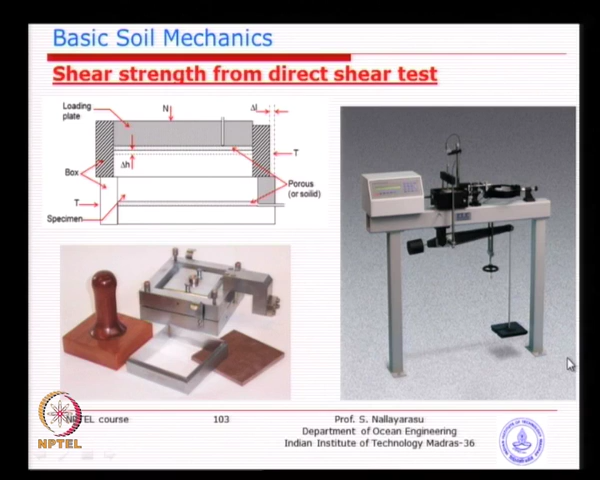 Basic Soil Mechanics
Shear strength from direct shear test
Loading plate
N
Δl
T
Δh
Box
Porous (or soild)
T
Specimen
NPTEL course
103
Prof. S. Nallayarasu
Department of Ocean Engineering
Indian Institute of Technology Madras-36
NPTEL